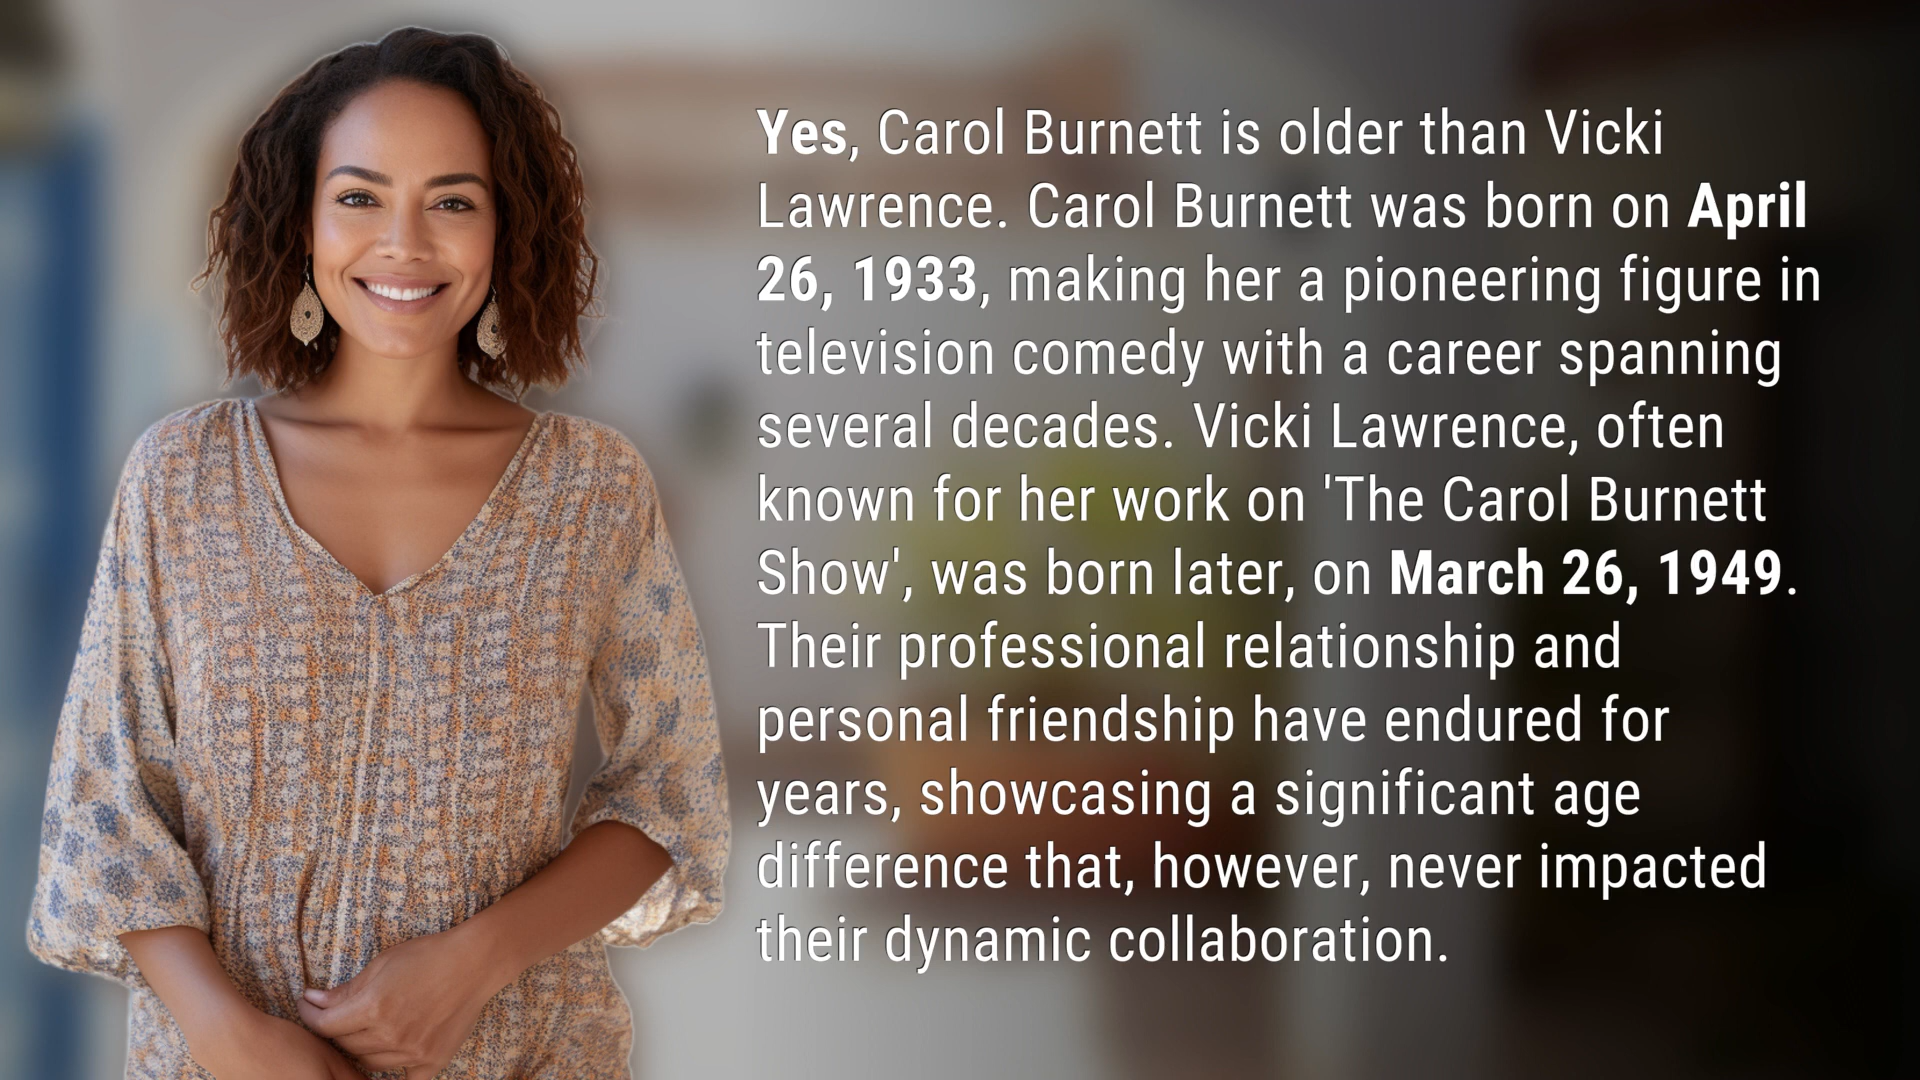 Yes, Carol Burnett is older than Vicki
Lawrence. Carol Burnett was born on April
26, 1933, making her a pioneering figure in
television comedy with a career spanning
several decades. Vicki Lawrence, often
known for her work on 'The Carol Burnett
Show', was born later, on March 26, 1949.
Their professional relationship and
personal friendship have endured for
years, showcasing a significant age
difference that, however, never impacted
their dynamic collaboration.